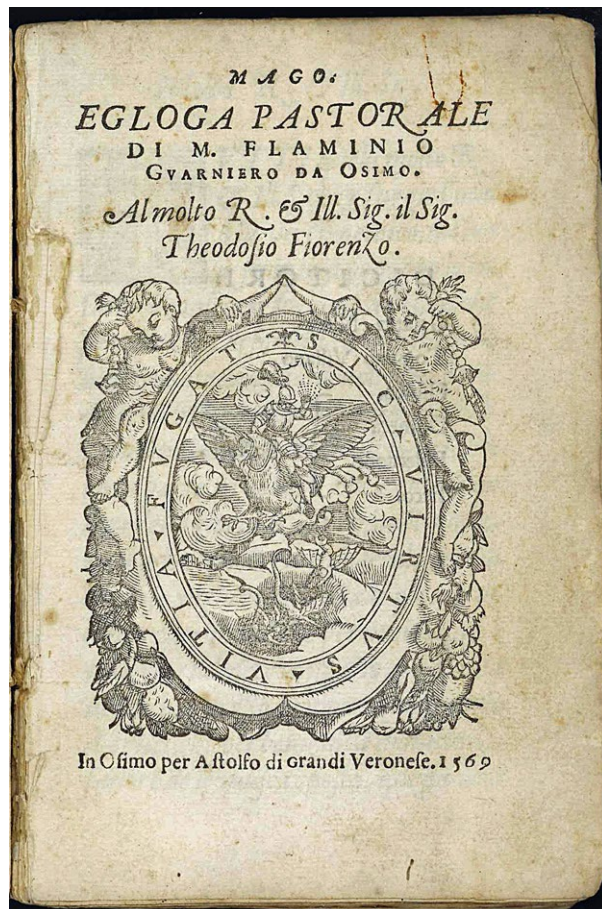 MAGO.
EGLOGA PASTORALE
DI M. FLAMINIO
GVARNIERO DA OSIMO.
Al molto R. & Ill. Sig. il Sig.
Theodoſio Fiorenzo.
SIC VIRTVS VITIA FVGAT
In Oſimo per Aſtolfo di Grandi Veroneſe. 1569